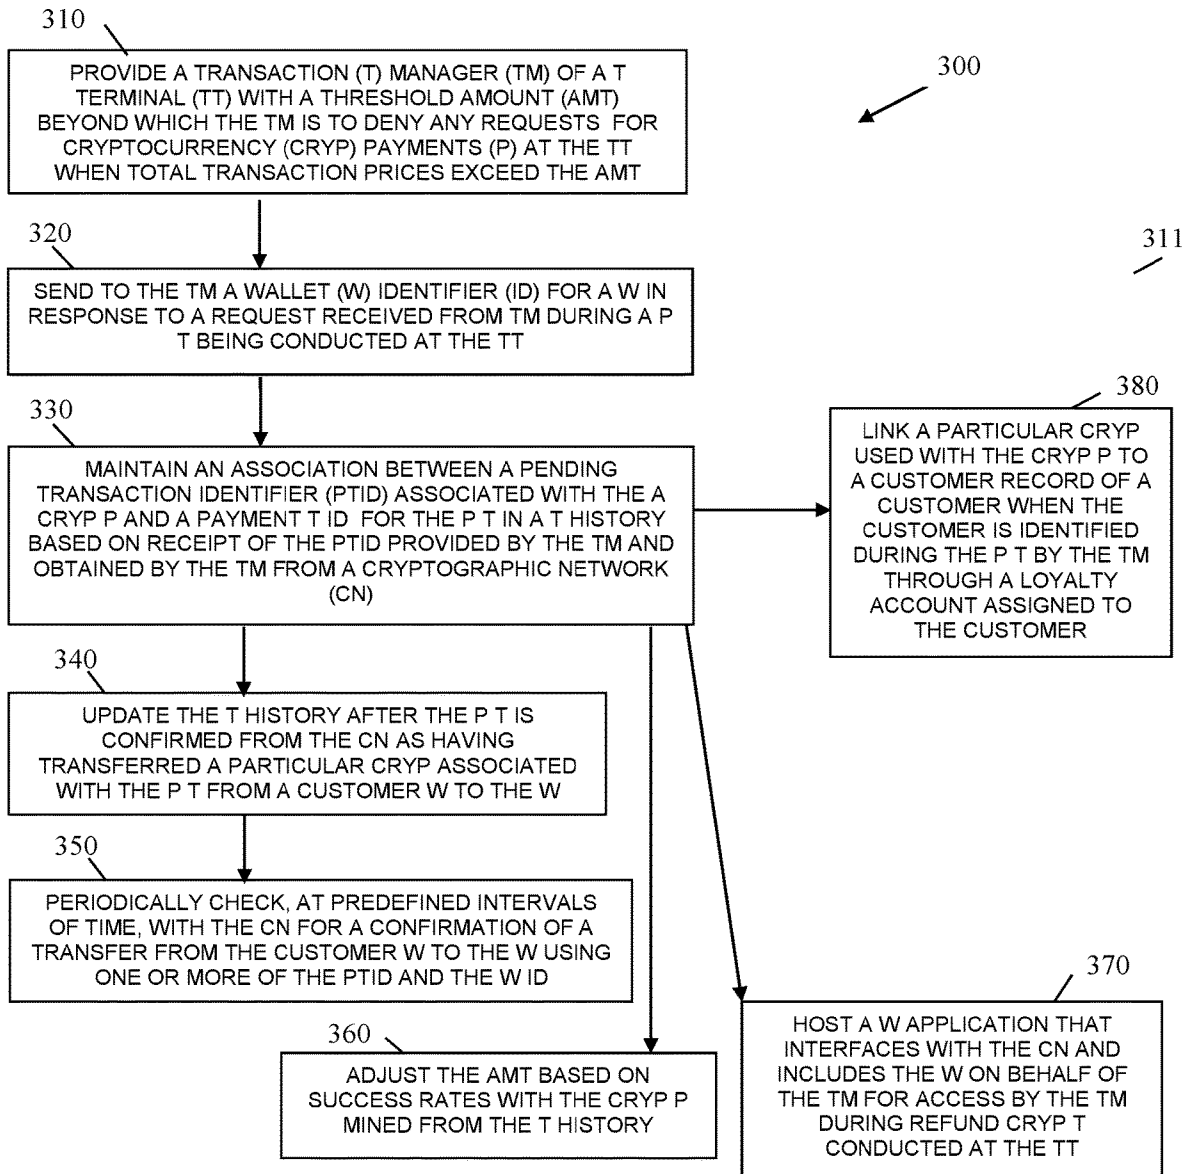 310
PROVIDE A TRANSACTION (T) MANAGER (TM) OF A T
TERMINAL (TT) WITH A THRESHOLD AMOUNT (AMT)
BEYOND WHICH THE TM IS TO DENY ANY REQUESTS FOR
CRYPTOCURRENCY (CRYP) PAYMENTS (P) AT THE TT
WHEN TOTAL TRANSACTION PRICES EXCEED THE AMT
300
320
SEND TO THE TM A WALLET (W) IDENTIFIER (ID) FOR A W IN
RESPONSE TO A REQUEST RECEIVED FROM TM DURING A P
T BEING CONDUCTED AT THE TT
311
330
MAINTAIN AN ASSOCIATION BETWEEN A PENDING
TRANSACTION IDENTIFIER (PTID) ASSOCIATED WITH THE A
CRYP P AND A PAYMENT T ID FOR THE P T IN A T HISTORY
BASED ON RECEIPT OF THE PTID PROVIDED BY THE TM AND
OBTAINED BY THE TM FROM A CRYPTOGRAPHIC NETWORK
(CN)
380
LINK A PARTICULAR CRYP
USED WITH THE CRYP P TO
A CUSTOMER RECORD OF A
CUSTOMER WHEN THE
CUSTOMER IS IDENTIFIED
DURING THE P T BY THE TM
THROUGH A LOYALTY
ACCOUNT ASSIGNED TO
THE CUSTOMER
340
UPDATE THE T HISTORY AFTER THE P T IS
CONFIRMED FROM THE CN AS HAVING
TRANSFERRED A PARTICULAR CRYP ASSOCIATED
WITH THE P T FROM A CUSTOMER W TO THE W
350
PERIODICALLY CHECK, AT PREDEFINED INTERVALS
OF TIME, WITH THE CN FOR A CONFIRMATION OF A
TRANSFER FROM THE CUSTOMER W TO THE W USING
ONE OR MORE OF THE PTID AND THE W ID
360
ADJUST THE AMT BASED ON
SUCCESS RATES WITH THE CRYP P
MINED FROM THE T HISTORY
370
HOST A W APPLICATION THAT
INTERFACES WITH THE CN AND
INCLUDES THE W ON BEHALF OF
THE TM FOR ACCESS BY THE TM
DURING REFUND CRYP T
CONDUCTED AT THE TT